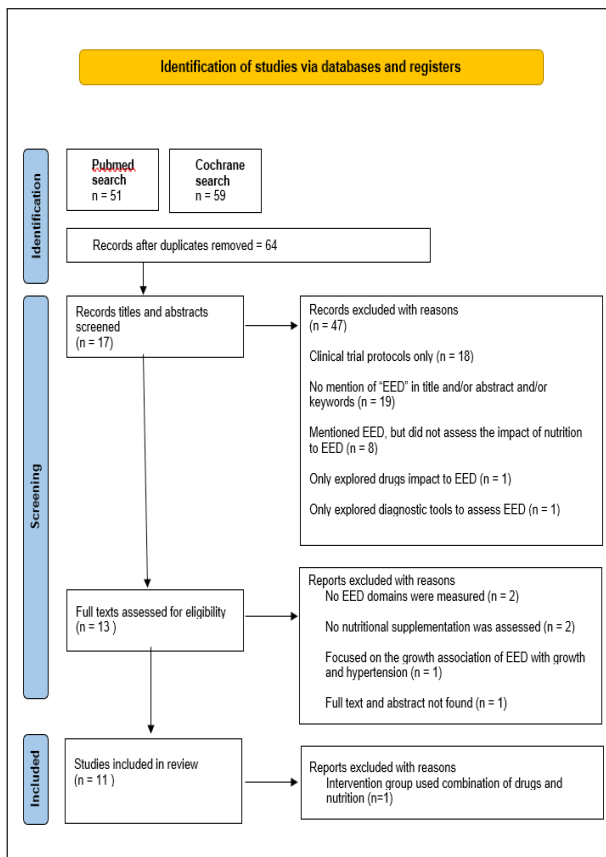 Identification of studies via databases and registers
Identification
Pubmed
search
n = 51
Cochrane
search
n = 59
Records after duplicates removed = 64
Screening
Records titles and abstracts
screened
(n = 17)
Records excluded with reasons
(n = 47)
Clinical trial protocols only (n = 18)
No mention of “EED” in title and/or abstract and/or
keywords (n = 19)
Mentioned EED, but did not assess the impact of nutrition
to EED (n = 8)
Only explored drugs impact to EED (n = 1)
Only explored diagnostic tools to assess EED (n = 1)
Full texts assessed for eligibility
(n = 13 )
Reports excluded with reasons
No EED domains were measured (n = 2)
No nutritional supplementation was assessed (n = 2)
Focused on the growth association of EED with growth
and hypertension (n = 1)
Full text and abstract not found (n = 1)
Included
Studies included in review
(n = 11 )
Reports excluded with reasons
Intervention group used combination of drugs and
nutrition (n=1)